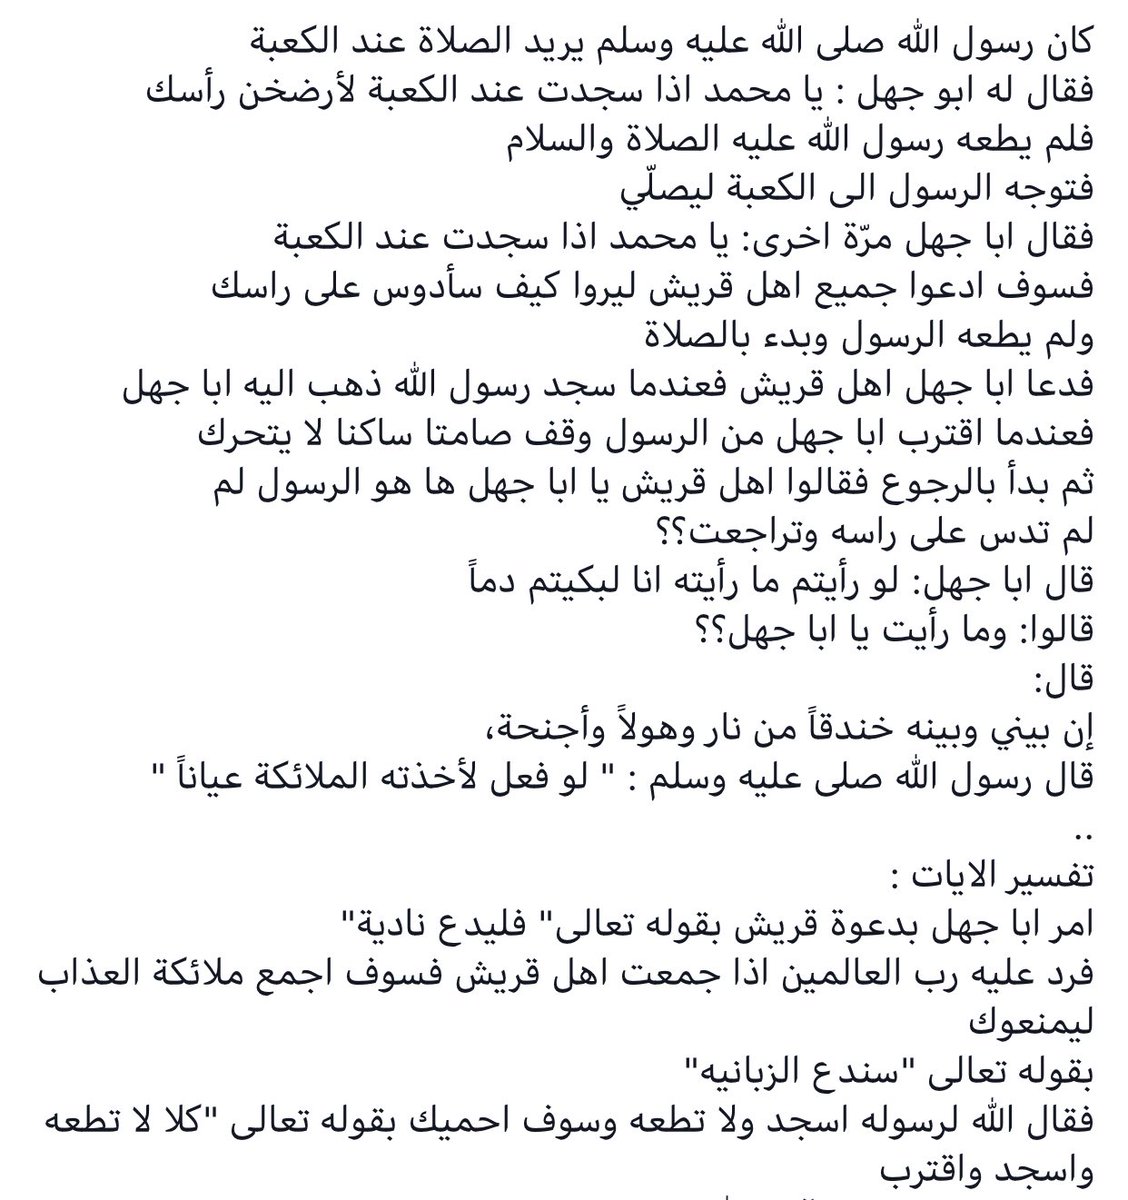 كان رسول الله صلى الله عليه وسلم يريد الصلاة عند الكعبة
فقال له ابو جهل : يا محمد اذا سجدت عند الكعبة لأرضخن رأسك
فلم يطعه رسول الله عليه الصلاة والسلام
فتوجه الرسول الى الكعبة ليصلّي
فقال ابا جهل مرّة اخرى: يا محمد اذا سجدت عند الكعبة
فسوف ادعوا جميع اهل قريش ليروا كيف سأدوس على راسك
ولم يطعه الرسول وبدء بالصلاة
فدعا ابا جهل اهل قريش فعندما سجد رسول الله ذهب اليه ابا جهل
فعندما اقترب ابا جهل من الرسول وقف صامتا ساكنا لا يتحرك
ثم بدأ بالرجوع فقالوا اهل قريش يا ابا جهل ها هو الرسول لم
لم تدس على راسه وتراجعت؟؟
قال ابا جهل: لو رأيتم ما رأيته انا لبكيتم دماً
قالوا: وما رأيت يا ابا جهل؟؟
قال:
إن بيني وبينه خندقاً من نار وهولاً وأجنحة،
قال رسول الله صلى عليه وسلم : " لو فعل لأخذته الملائكة عياناً "
..
تفسير الايات :
امر ابا جهل بدعوة قريش بقوله تعالى" فليدع نادية"
فرد عليه رب العالمين اذا جمعت اهل قريش فسوف اجمع ملائكة العذاب
ليمنعوك
بقوله تعالى "سندع الزبانيه"
فقال الله لرسوله اسجد ولا تطعه وسوف احميك بقوله تعالى "كلا لا تطعه
واسجد واقترب